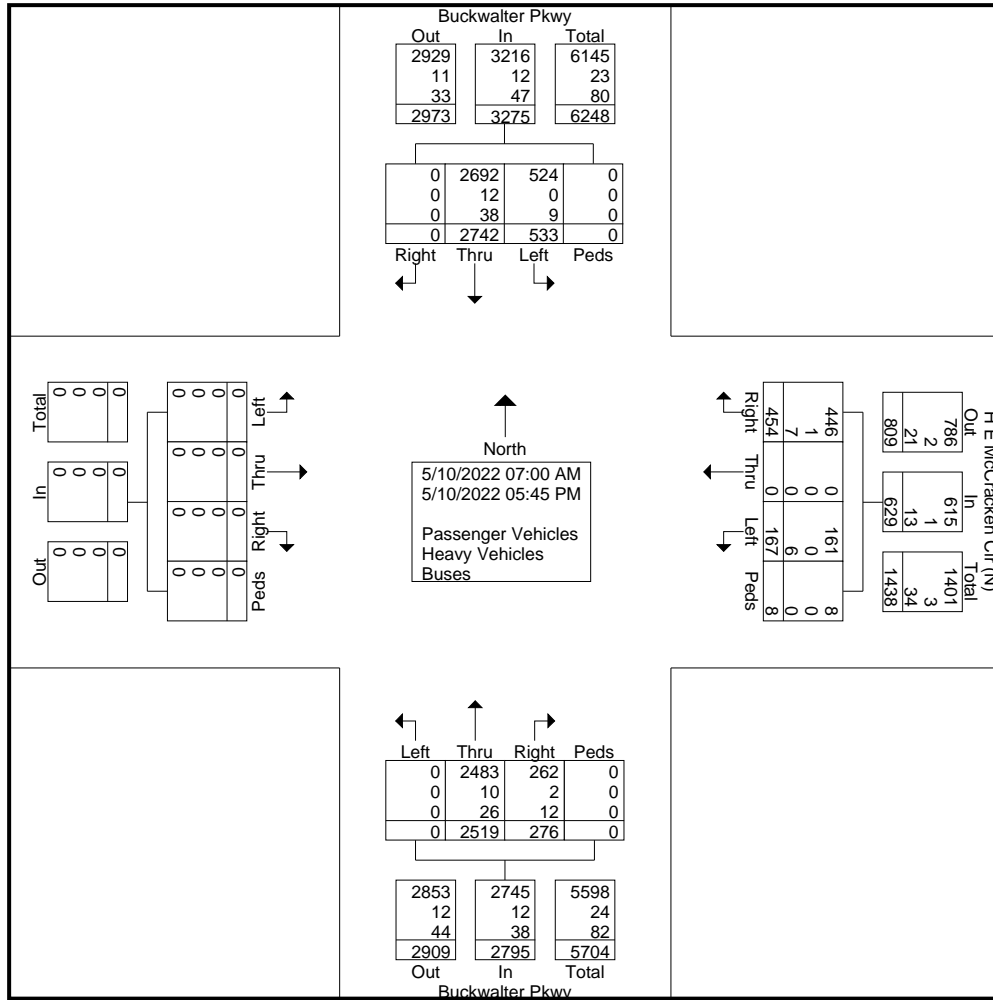 Buckwalter Pkwy
Out In Total
2929 3216 6145
11 12 23
33 47 80
2973 3275 6248
0 2692 524 0
0 12 0 0
0 38 9 0
0 2742 533 0
Right Thru Left Peds
Total
0 0 0 0
In
0 0 0 0
Out
0 0 0 0
Left
0 0 0 0
Thru
0 0 0 0
Right
0 0 0 0
Peds
0 0 0 0
North
5/10/2022 07:00 AM
5/10/2022 05:45 PM
Passenger Vehicles
Heavy Vehicles
Buses
H E McCracken Cir (N)
Out In Total
786 615 1401
2 1 3
21 13 34
809 629 1438
446 0 161 8
1 0 0 0
7 0 6 0
454 0 167 8
Right Thru Left Peds
Left Thru Right Peds
0 2483 262 0
0 10 2 0
0 26 12 0
0 2519 276 0
2853 2745 5598
12 12 24
44 38 82
2909 2795 5704
Out In Total
Buckwalter Pkwy